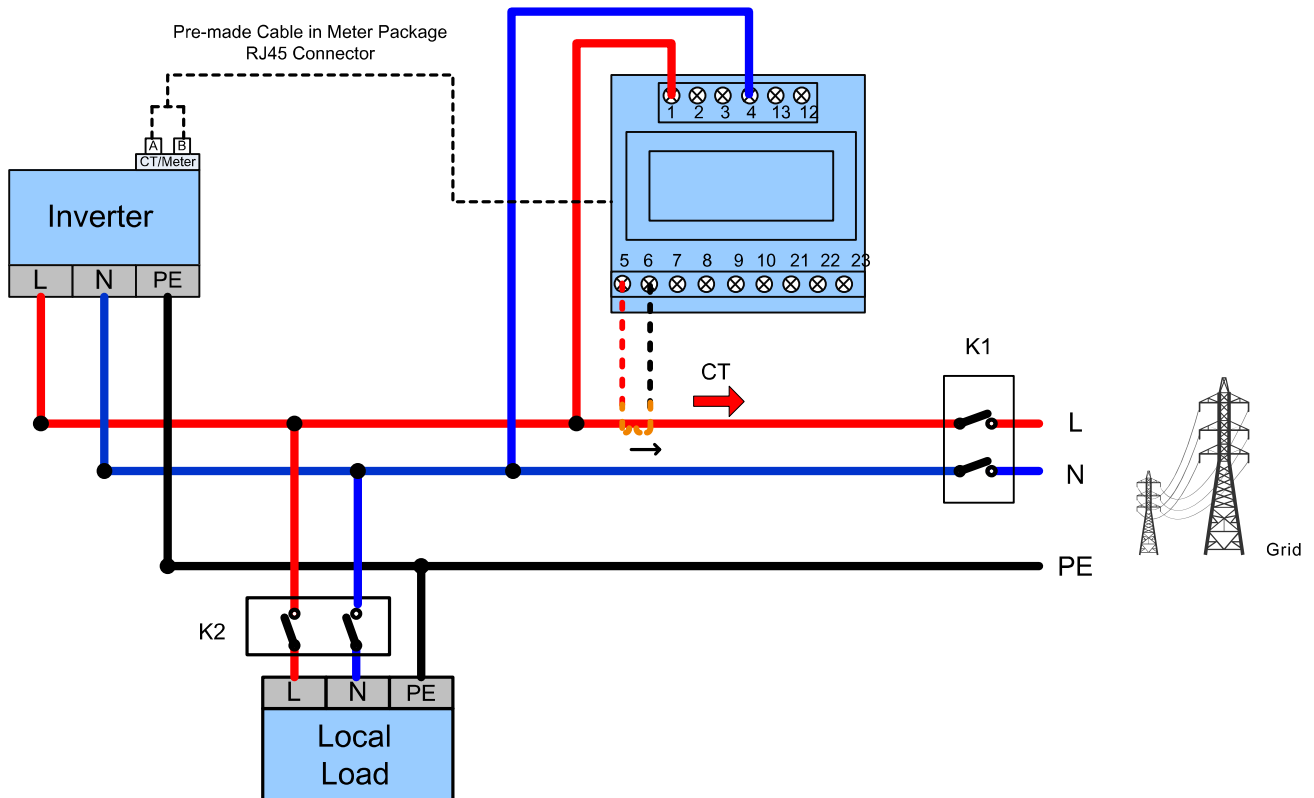 Pre-made Cable in Meter Package
RJ45 Connector
1 2 3 4 13 12
A B
CT/Meter
Inverter
L N PE
5 6 7 8 9 10 21 22 23
K1
CT
L
N
Grid
PE
K2
L N PE
Local
Load